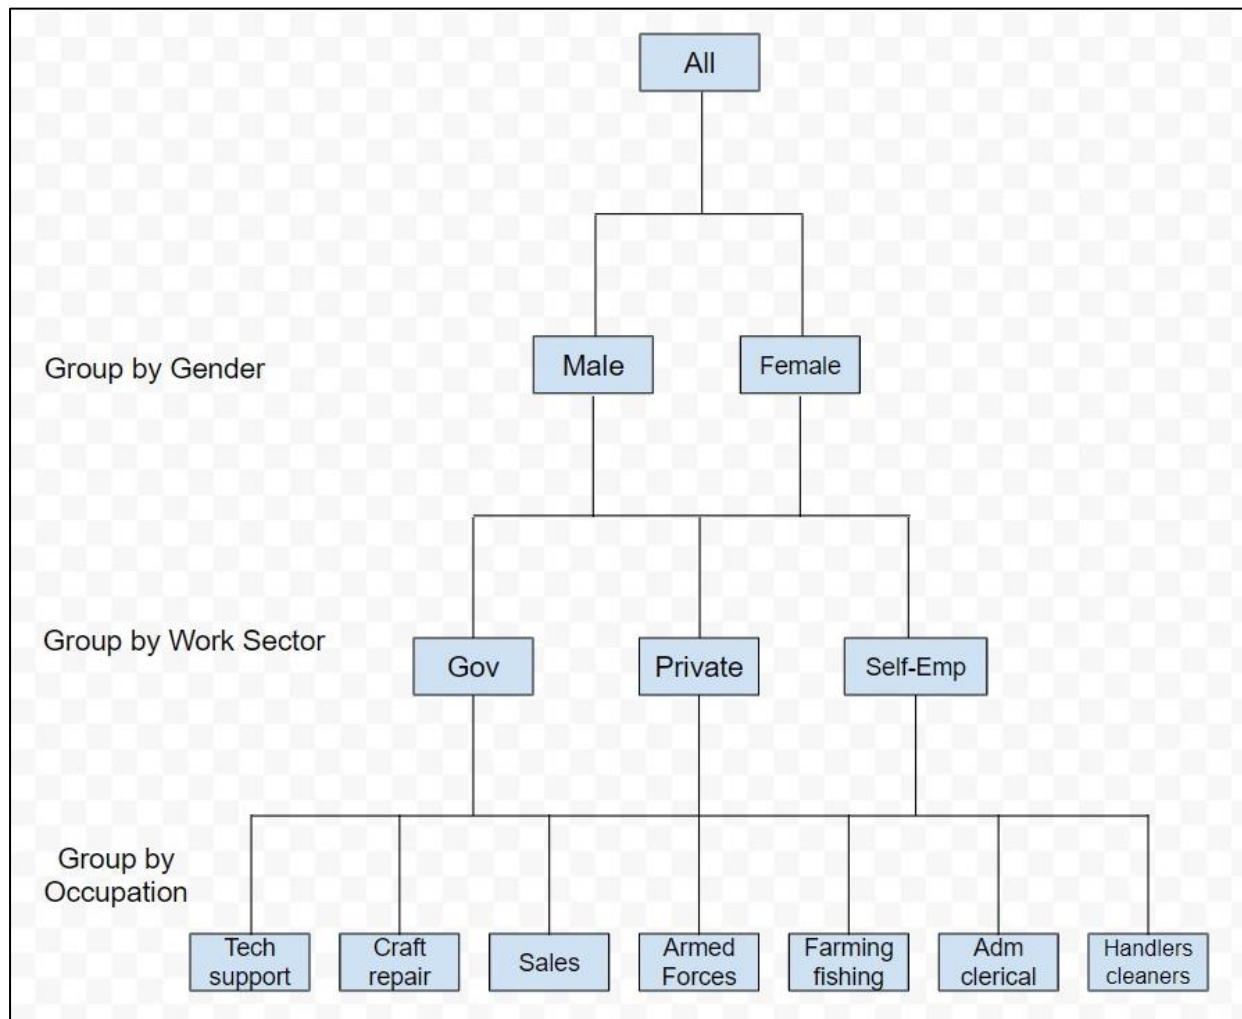 All
Group by Gender
Male
Female
Group by Work Sector
Gov
Private
Self-Emp
Group by
Occupation
Tech
support
Craft
repair
Sales
Armed
Forces
Farming
fishing
Adm
clerical
Handlers
cleaners